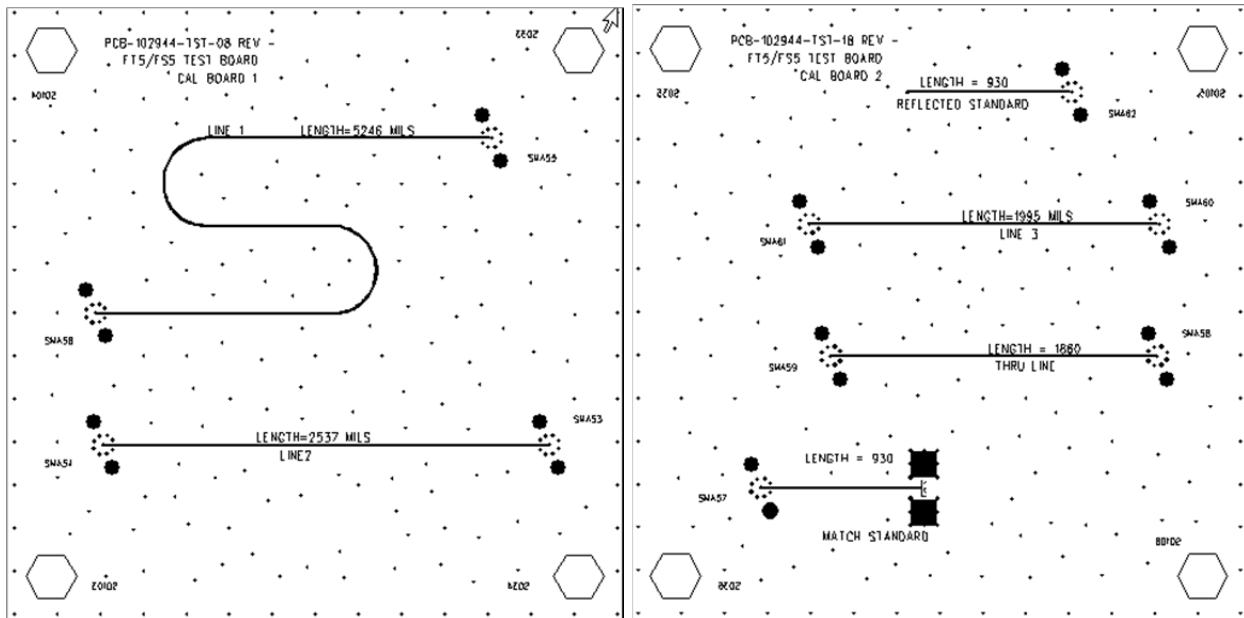 PCB-102944-TST-08 REV -
FT5/FS5 TEST BOARD
CAL BOARD 1
LINE 1
LENGTH=5246 MILS
LENGTH=2537 MILS
LINE2
SMA53
PCB-102944-TST-18 REV -
FT5/FS5 TEST BOARD
CAL BOARD 2
LENGTH = 930
REFLECTED STANDARD
SMA62
SMA60
LENGTH=1995 MILS
SMA61
LINE 3
SMA58
LENGTH = 1860
SMA59
THRU LINE
LENGTH = 930
SMA57
MATCH STANDARD